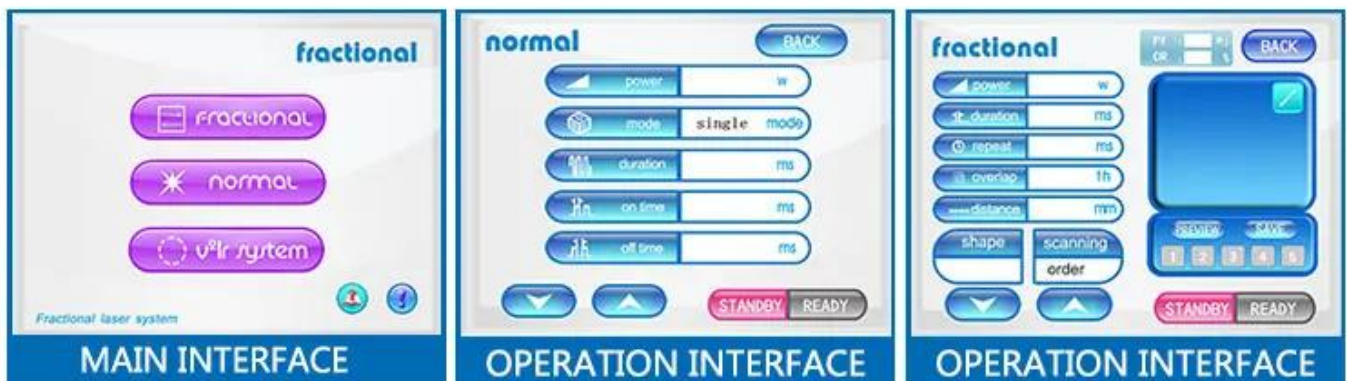 fractional
fractional
normal
v²lr system
Fractional laser system
MAIN INTERFACE
normal
BACK
power w
mode single mode
duration ms
on time ms
off time ms
STANDBY READY
OPERATION INTERFACE
fractional
BACK
power w
duration ms
repeat ms
overlap
distance mm
shape scanning
order
PREVIEW SAVE
1 2 3 4 5
STANDBY READY
OPERATION INTERFACE